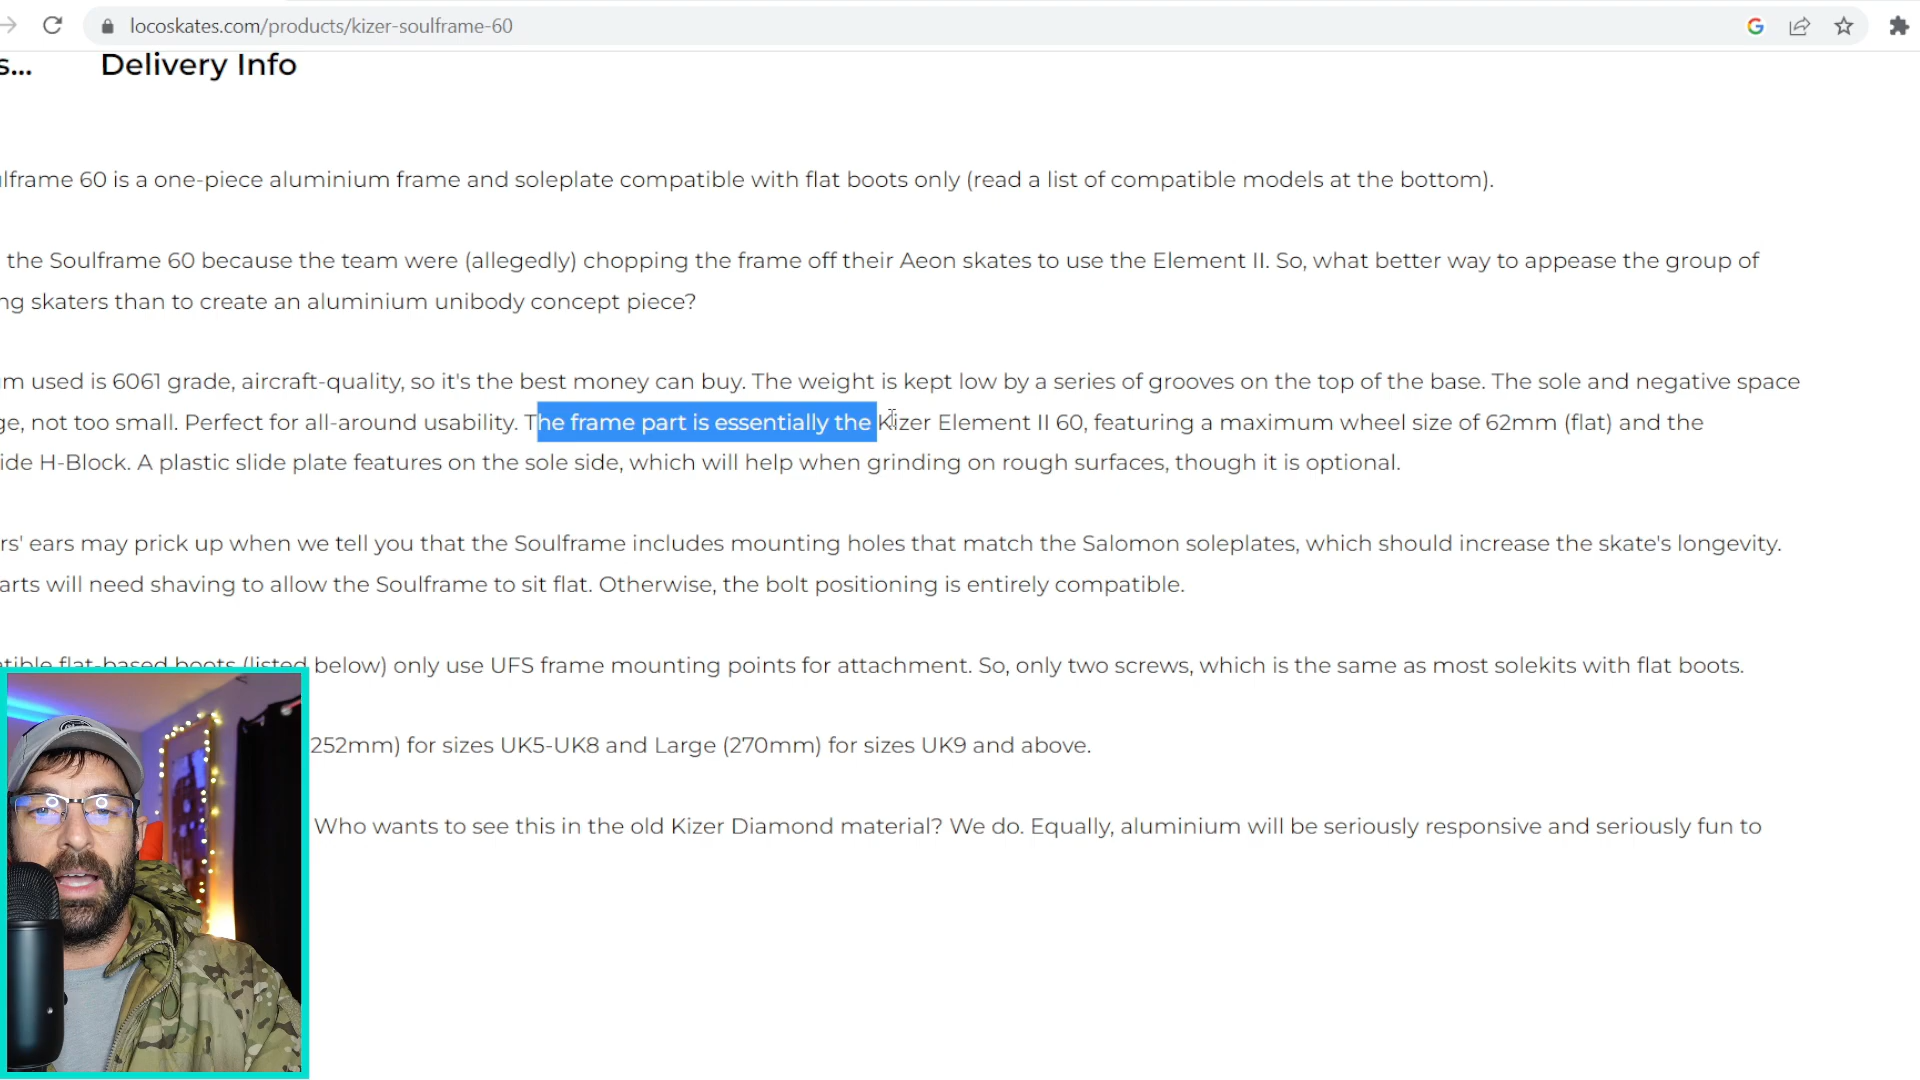 locoskates.com/products/kizer-soulframe-60
s... Delivery Info
lframe 60 is a one-piece aluminium frame and soleplate compatible with flat boots only (read a list of compatible models at the bottom).
the Soulframe 60 because the team were (allegedly) chopping the frame off their Aeon skates to use the Element II. So, what better way to appease the group of
ng skaters than to create an aluminium unibody concept piece?
m used is 6061 grade, aircraft-quality, so it's the best money can buy. The weight is kept low by a series of grooves on the top of the base. The sole and negative space
ge, not too small. Perfect for all-around usability. The frame part is essentially the Kizer Element II 60, featuring a maximum wheel size of 62mm (flat) and the
ide H-Block. A plastic slide plate features on the sole side, which will help when grinding on rough surfaces, though it is optional.
rs' ears may prick up when we tell you that the Soulframe includes mounting holes that match the Salomon soleplates, which should increase the skate's longevity.
arts will need shaving to allow the Soulframe to sit flat. Otherwise, the bolt positioning is entirely compatible.
tible flat-based boots (listed below) only use UFS frame mounting points for attachment. So, only two screws, which is the same as most solekits with flat boots.
252mm) for sizes UK5-UK8 and Large (270mm) for sizes UK9 and above.
Who wants to see this in the old Kizer Diamond material? We do. Equally, aluminium will be seriously responsive and seriously fun to